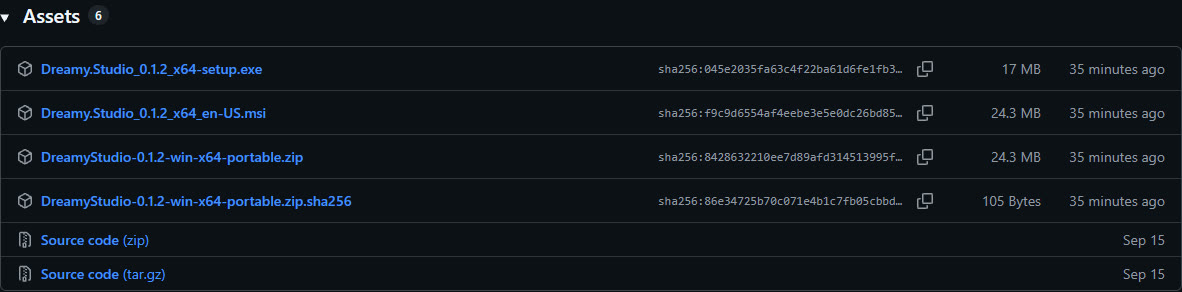 Assets 6
Dreamy.Studio_0.1.2_x64-setup.exe sha256:045e2035fa63c4f22ba61d6fe1fb3… 17 MB 35 minutes ago
Dreamy.Studio_0.1.2_x64_en-US.msi sha256:f9c9d6554af4eebe3e5e0dc26bd85… 24.3 MB 35 minutes ago
DreamyStudio-0.1.2-win-x64-portable.zip sha256:8428632210ee7d89afd314513995f… 24.3 MB 35 minutes ago
DreamyStudio-0.1.2-win-x64-portable.zip.sha256 sha256:86e34725b70c071e4b1c7fb05cbbd… 105 Bytes 35 minutes ago
Source code (zip) Sep 15
Source code (tar.gz) Sep 15